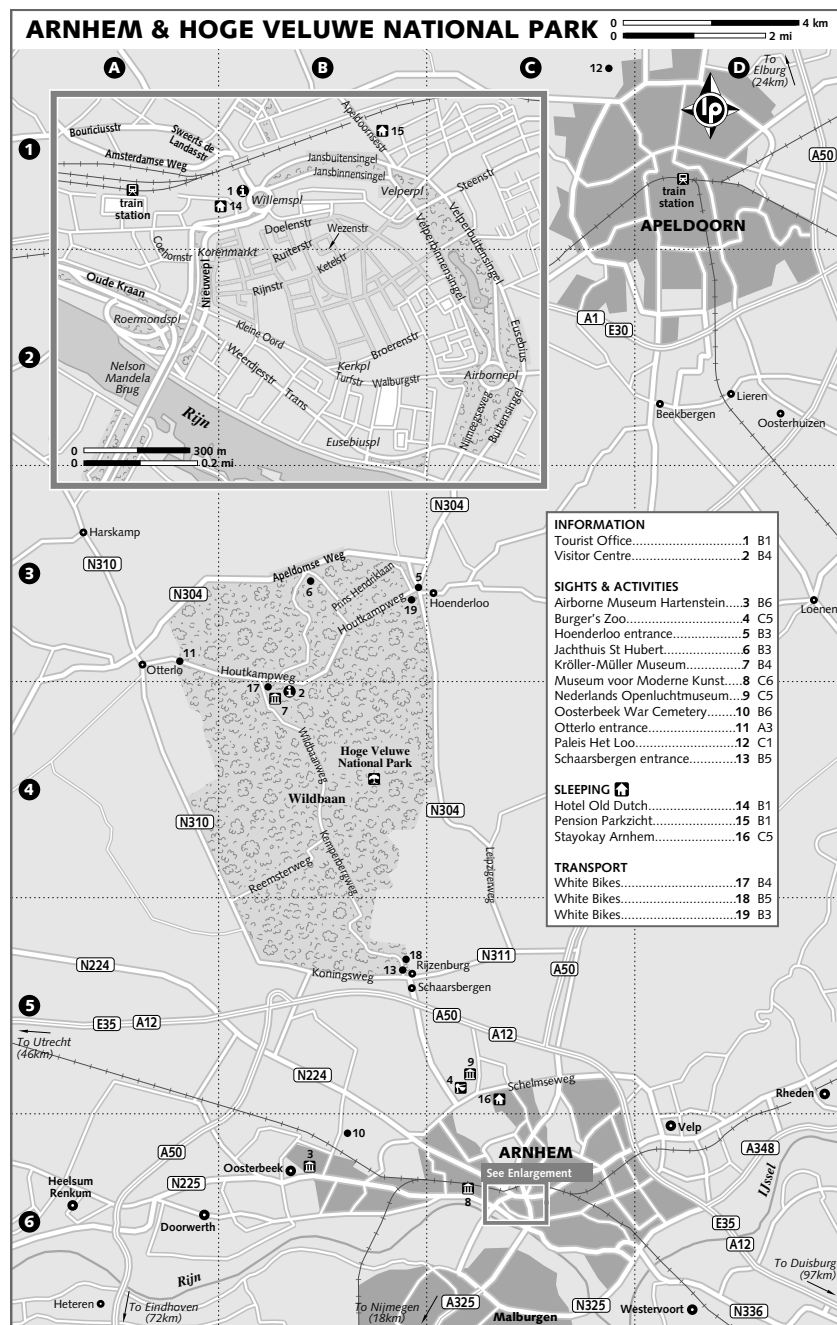 ARNHEM & HOGE VELUWE NATIONAL PARK
0 4 km
0 2 mi
A
B
C
D
12
To
Elburg
(24km)
lp
1
Bouriciusstr
Sweerts de
Landasstr
Amsterdamse Weg
Apeldoornsestr
15
Jansbuitensingel
Jansbinnensingel
Velperpl
Steenstr
A50
train
station
1
Willemspl
14
train
station
APELDOORN
Coehornstr
Korenmarkt
Doelenstr
Wezenstr
Ruiterstr
Ketelstr
Velperbinnensingel
Velperbuitensingel
Nieuwepl
Rijnstr
Oude Kraan
Roermondspl
A1
E30
2
Kleine Oord
Weerdjesstr
Broerenstr
Kerkpl
Turfstr
Walburgstr
Trans
Eusebius
Buitensingel
Airbornepl
Nijmeegseweg
Nelson
Mandela
Brug
Rijn
Eusebiuspl
0 300 m
0 0.2 mi
Lieren
Beekbergen
Oosterhuizen
N304
Harskamp
N310
3
N304
Apeldornse Weg
6
Prins Hendriklaan
5
Houtkampweg
19
Hoenderloo
Loenen
INFORMATION
Tourist Office 1 B1
Visitor Centre 2 B4
SIGHTS & ACTIVITIES
Airborne Museum Hartenstein 3 B6
Burger's Zoo 4 C5
Hoenderloo entrance 5 B3
Jachthuis St Hubert 6 B3
Kröller-Müller Museum 7 B4
Museum voor Moderne Kunst 8 C6
Nederlands Openluchtmuseum 9 C5
Oosterbeek War Cemetery 10 B6
Otterlo entrance 11 A3
Paleis Het Loo 12 C1
Schaarsbergen entrance 13 B5
SLEEPING
Hotel Old Dutch 14 B1
Pension Parkzicht 15 B1
Stayokay Arnhem 16 C5
TRANSPORT
White Bikes 17 B4
White Bikes 18 B5
White Bikes 19 B3
11
Otterlo
Houtkampweg
17
2
7
Wildbaanweg
Hoge Veluwe
National Park
4
Wildbaan
N310
N304
Kemperbergweg
Leipzigerweg
Reemsterweg
N224
18
Rijzenburg
13
Koningsweg
Schaarsbergen
N311
A50
5
E35
A12
To Utrecht
(46km)
A50
A12
N224
9
4
Schelmseweg
16
Rheden
10
Velp
A50
3
ARNHEM
See Enlargement
A348
IJssel
Oosterbeek
N225
Heelsum
Renkum
8
6
Doorwerth
E35
A12
Rijn
To Duisburg
(97km)
Heteren
To Eindhoven
(72km)
To Nijmegen
(18km)
A325
Malburgen
N325
Westervoort
N336